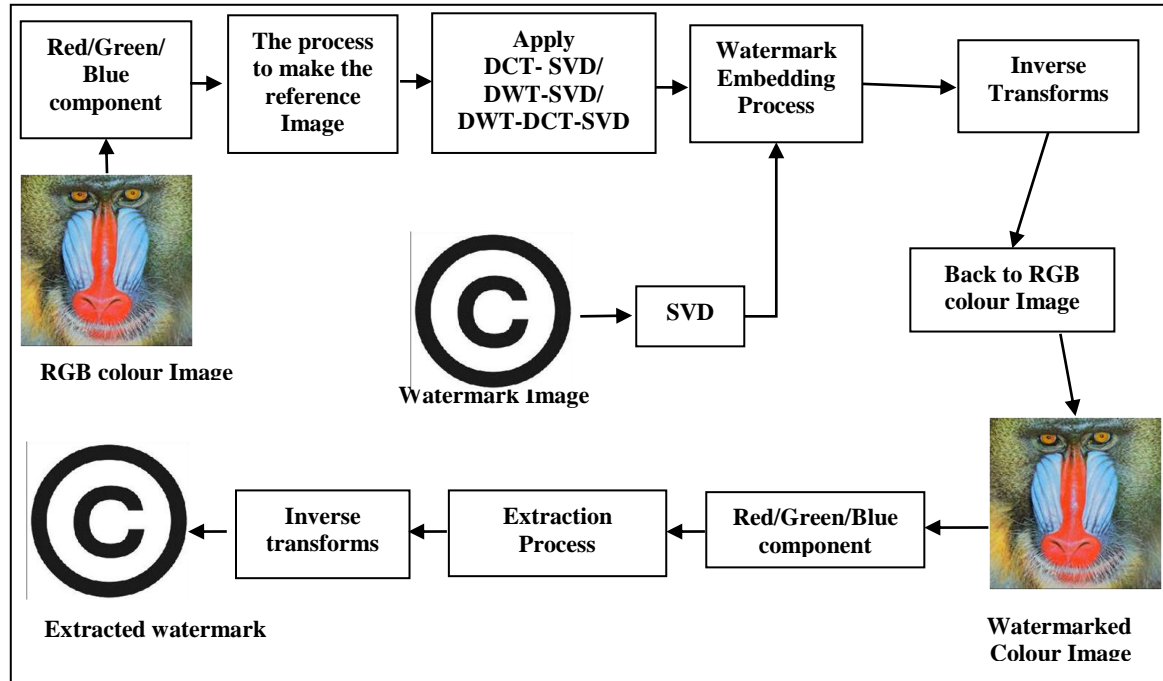 Red/Green/
Blue
component
The process
to make the
reference
Image
Apply
DCT- SVD/
DWT-SVD/
DWT-DCT-SVD
Watermark
Embedding
Process
Inverse
Transforms
RGB colour Image
C
Watermark Image
SVD
Back to RGB
colour Image
C
Extracted watermark
Inverse
transforms
Extraction
Process
Red/Green/Blue
component
Watermarked
Colour Image